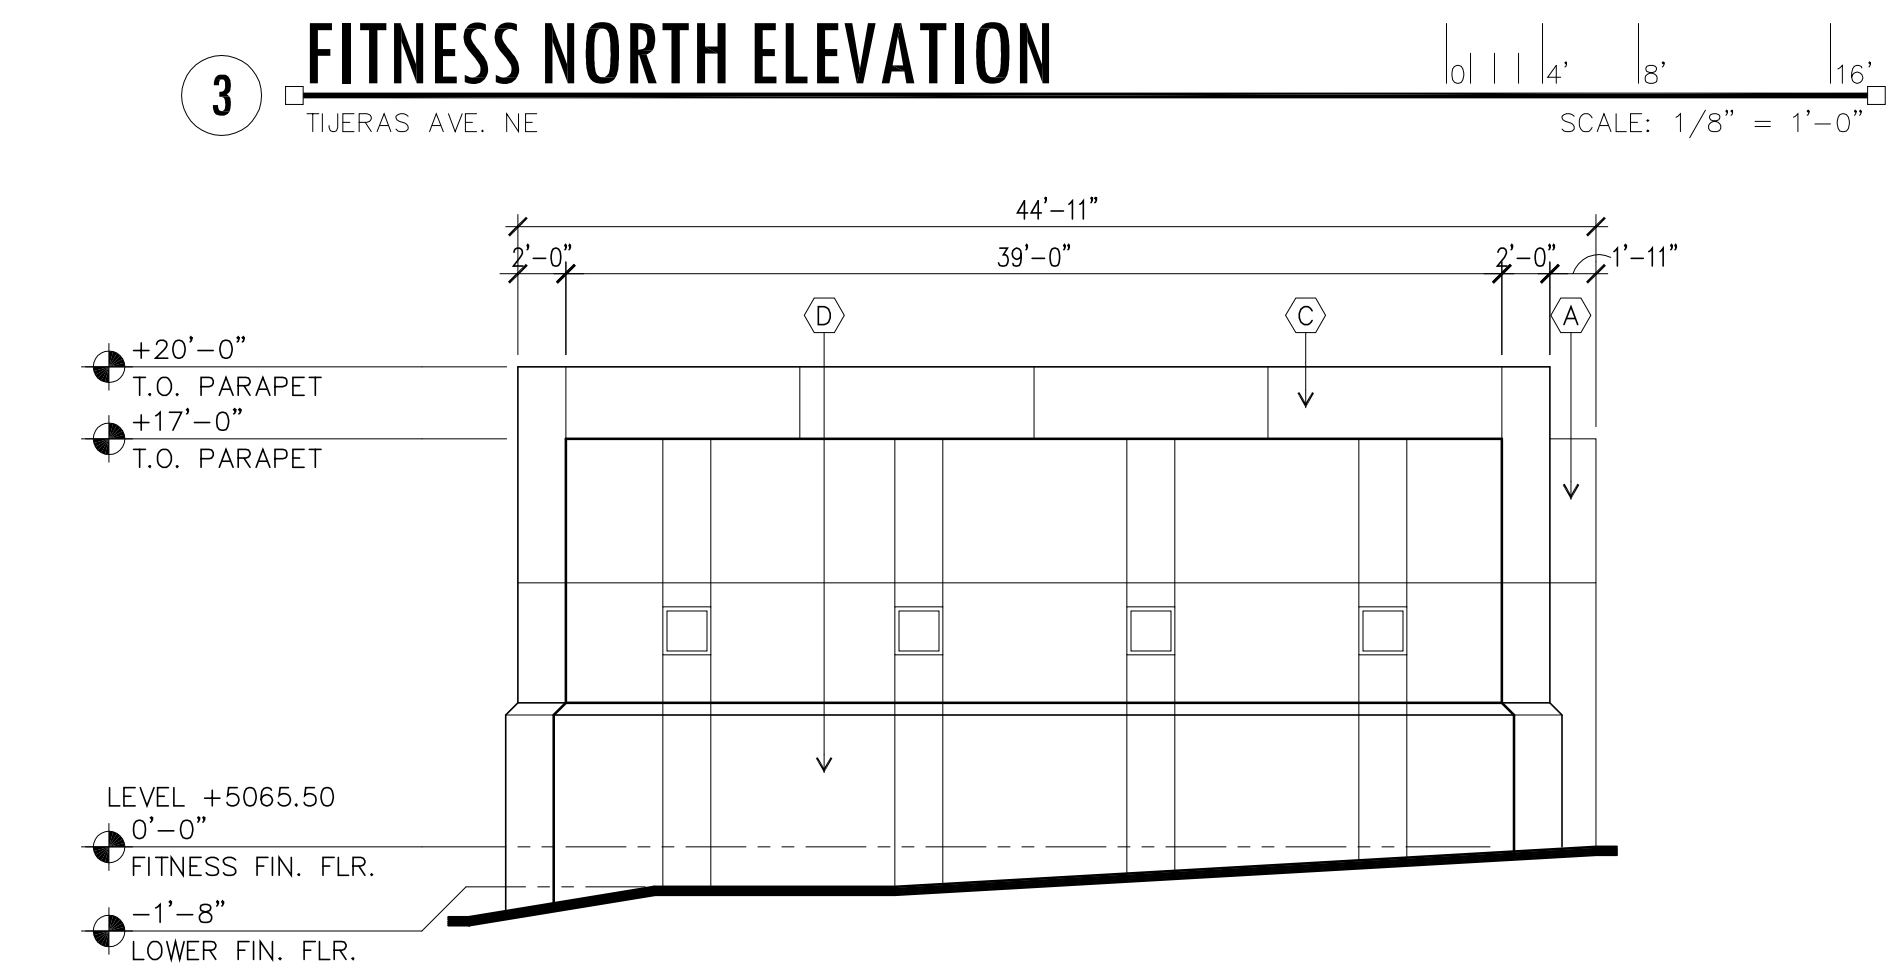 FITNESS NORTH ELEVATION
3
0 4' 8' 16'
TIJERAS AVE. NE
SCALE: 1/8" = 1'-0"
44'-11"
2'-0" 39'-0" 2'-0" 1'-11"
D C A
+20'-0"
T.O. PARAPET
+17'-0"
T.O. PARAPET
LEVEL +5065.50
0'-0"
FITNESS FIN. FLR.
-1'-8"
LOWER FIN. FLR.